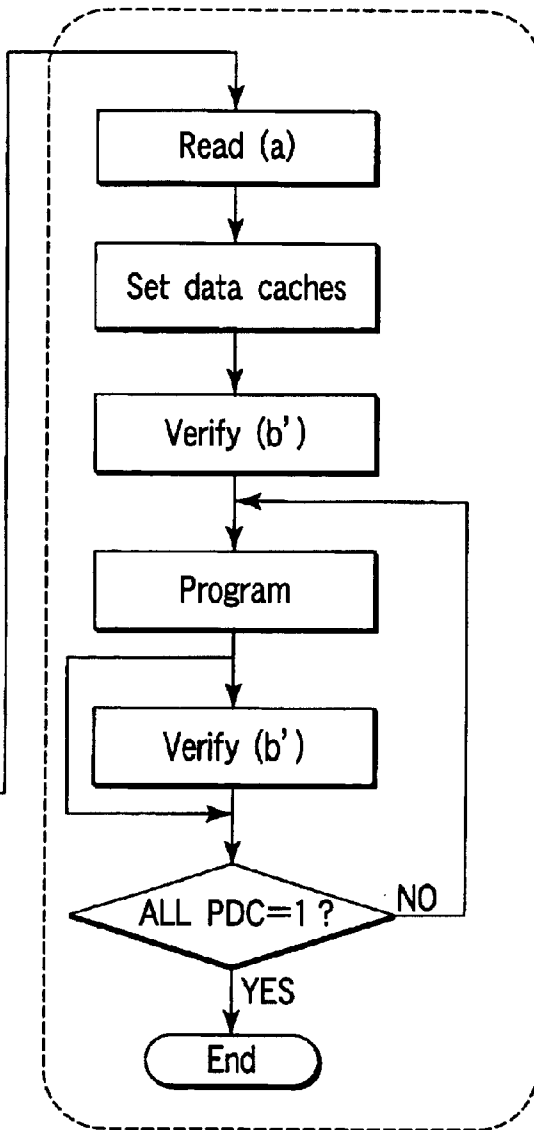 Read (a)
Set data caches
Verify (b')
Program
Verify (b')
ALL PDC=1 ?
NO
YES
End